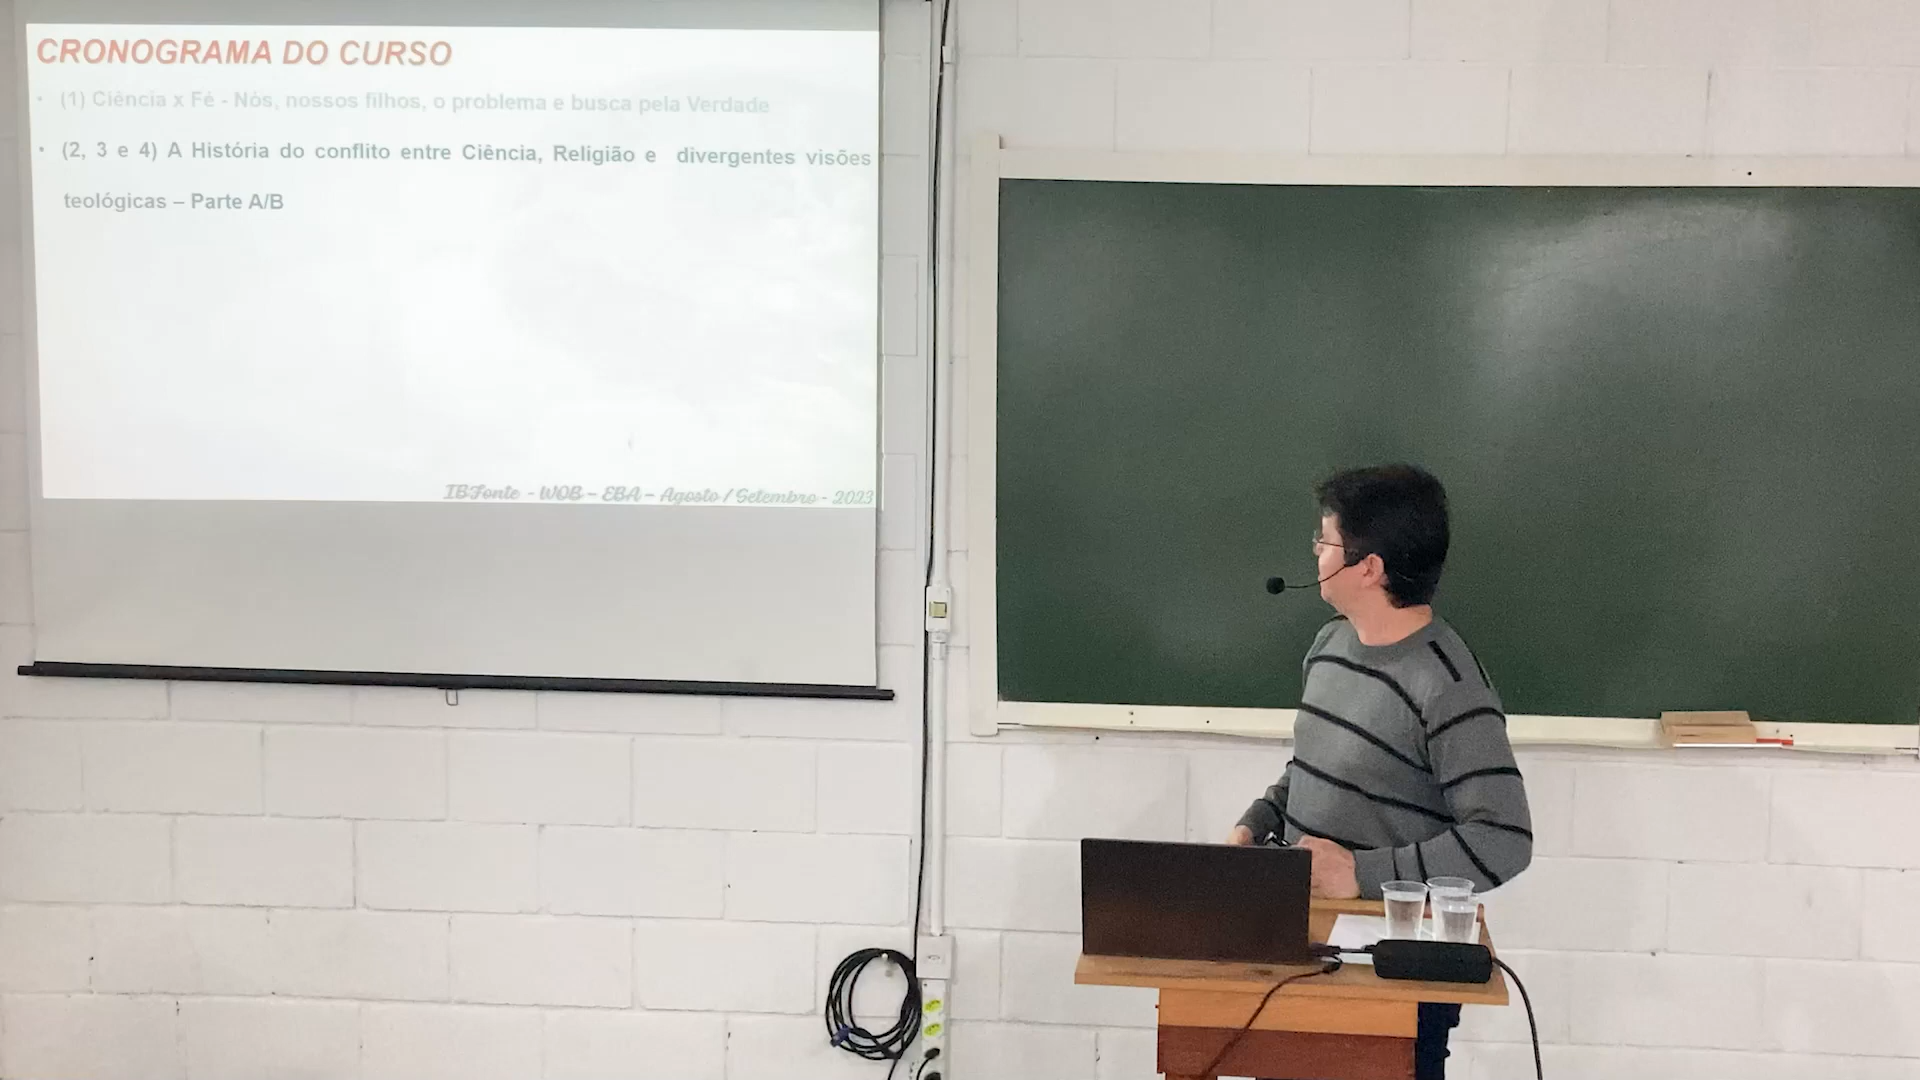 CRONOGRAMA DO CURSO
• (1) Ciência x Fé - Nós, nossos filhos, o problema e busca pela Verdade
• (2, 3 e 4) A História do conflito entre Ciência, Religião e divergentes visões
teológicas – Parte A/B
IBFonte - WOB – EBA – Agosto / Setembro - 2023